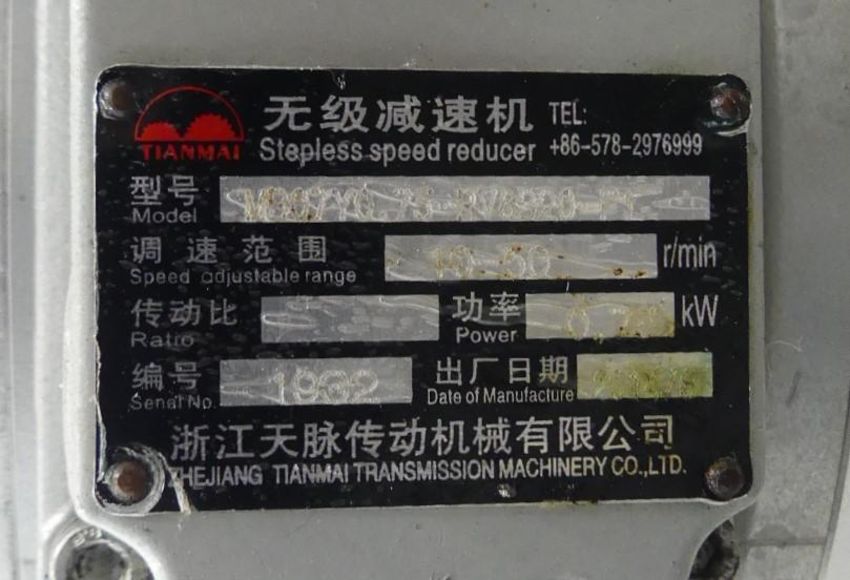 TIANMAI
无级减速机 TEL:
Stepless speed reducer +86-578-2976999
型号
Model
调速范围 r/min
Speed adjustable range
传动比 功率 kW
Ratio Power
编号 1932 出厂日期
Serial No. Date of Manufacture
浙江天脉传动机械有限公司
ZHEJIANG TIANMAI TRANSMISSION MACHINERY CO.,LTD.